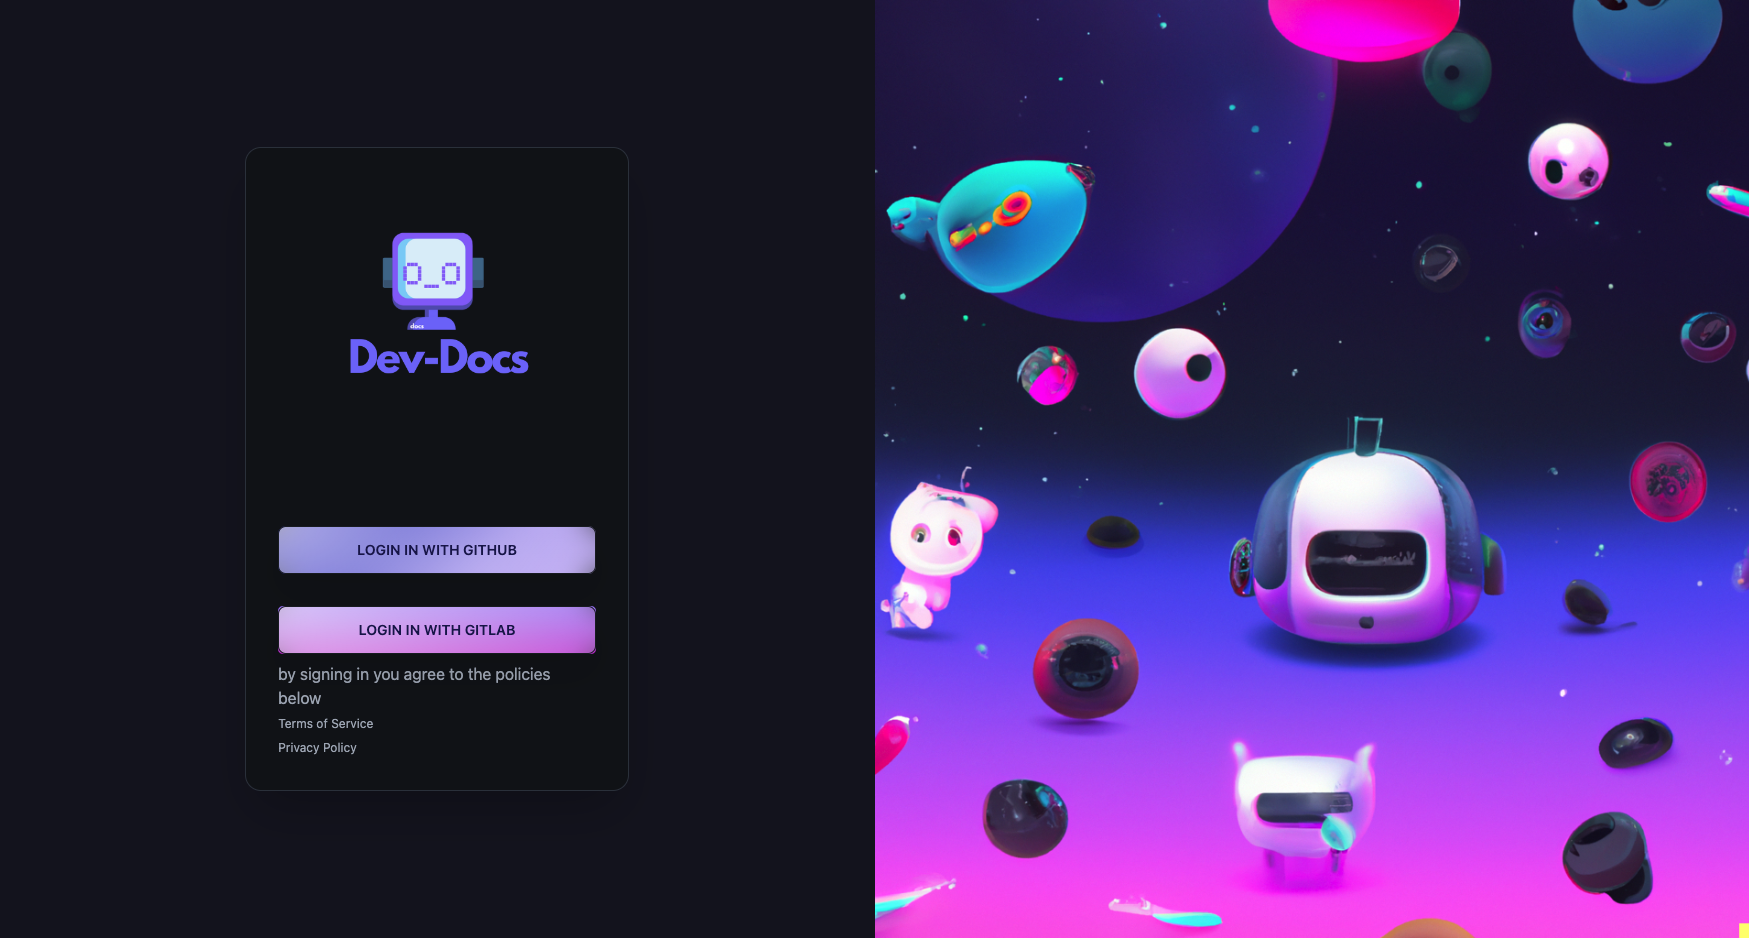 docs
Dev-Docs
LOGIN IN WITH GITHUB
LOGIN IN WITH GITLAB
by signing in you agree to the policies
below
Terms of Service
Privacy Policy